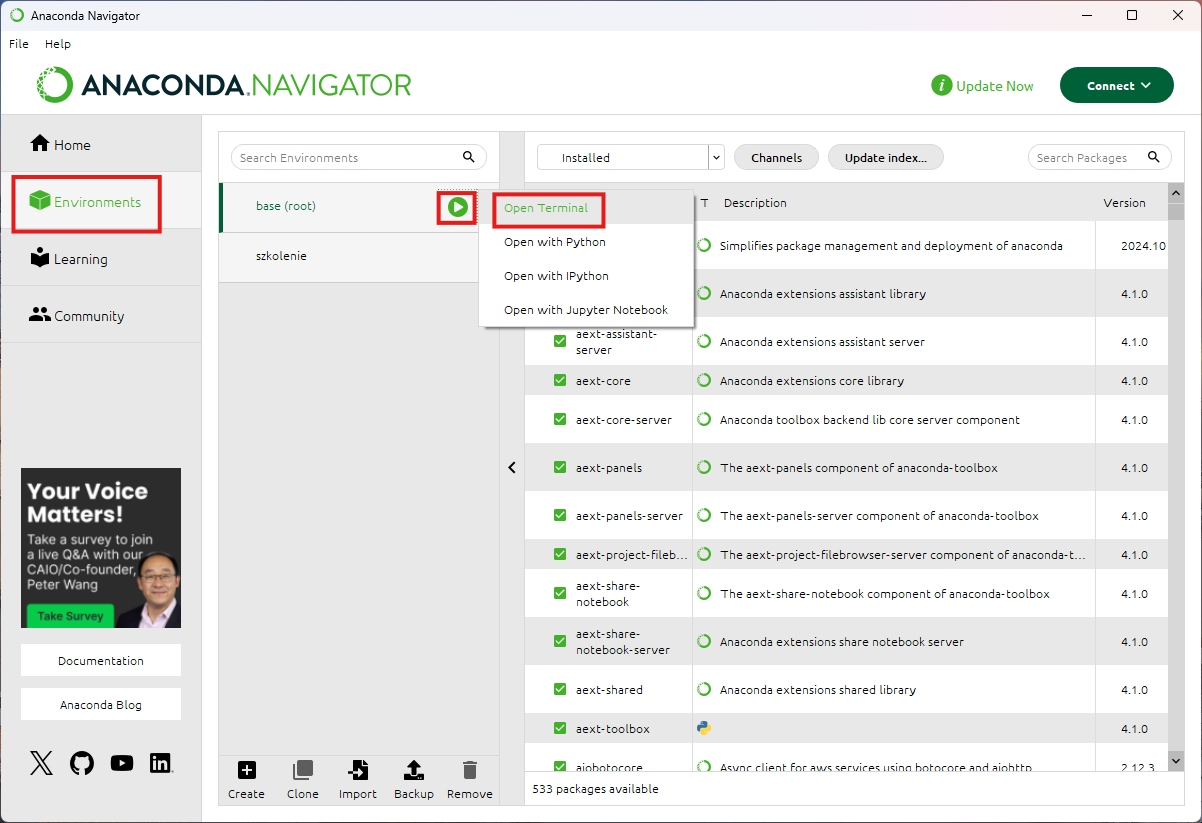 Anaconda Navigator
File Help
ANACONDA.NAVIGATOR
i Update Now
Connect
Home
Environments
Learning
Community
Your Voice
Matters!
Take a survey to join
a live Q&A with our
CAIO/Co-founder,
Peter Wang
Take Survey
Documentation
Anaconda Blog
Search Environments
base (root)
szkolenie
Open Terminal
Open with Python
Open with IPython
Open with Jupyter Notebook
Create Clone Import Backup Remove
Installed
Channels
Update index...
Search Packages
T Description Version
Simplifies package management and deployment of anaconda 2024.10
Anaconda extensions assistant library 4.1.0
aext-assistant-
server Anaconda extensions assistant server 4.1.0
aext-core Anaconda extensions core library 4.1.0
aext-core-server Anaconda toolbox backend lib core server component 4.1.0
aext-panels The aext-panels component of anaconda-toolbox 4.1.0
aext-panels-server The aext-panels-server component of anaconda-toolbox 4.1.0
aext-project-fileb... The aext-project-filebrowser-server component of anaconda-t... 4.1.0
aext-share-
notebook The aext-share-notebook component of anaconda-toolbox 4.1.0
aext-share-
notebook-server Anaconda extensions share notebook server 4.1.0
aext-shared Anaconda extensions shared library 4.1.0
aext-toolbox 4.1.0
aiobotocore Async client for aws services using botocore and aiohttp 2.12.3
533 packages available